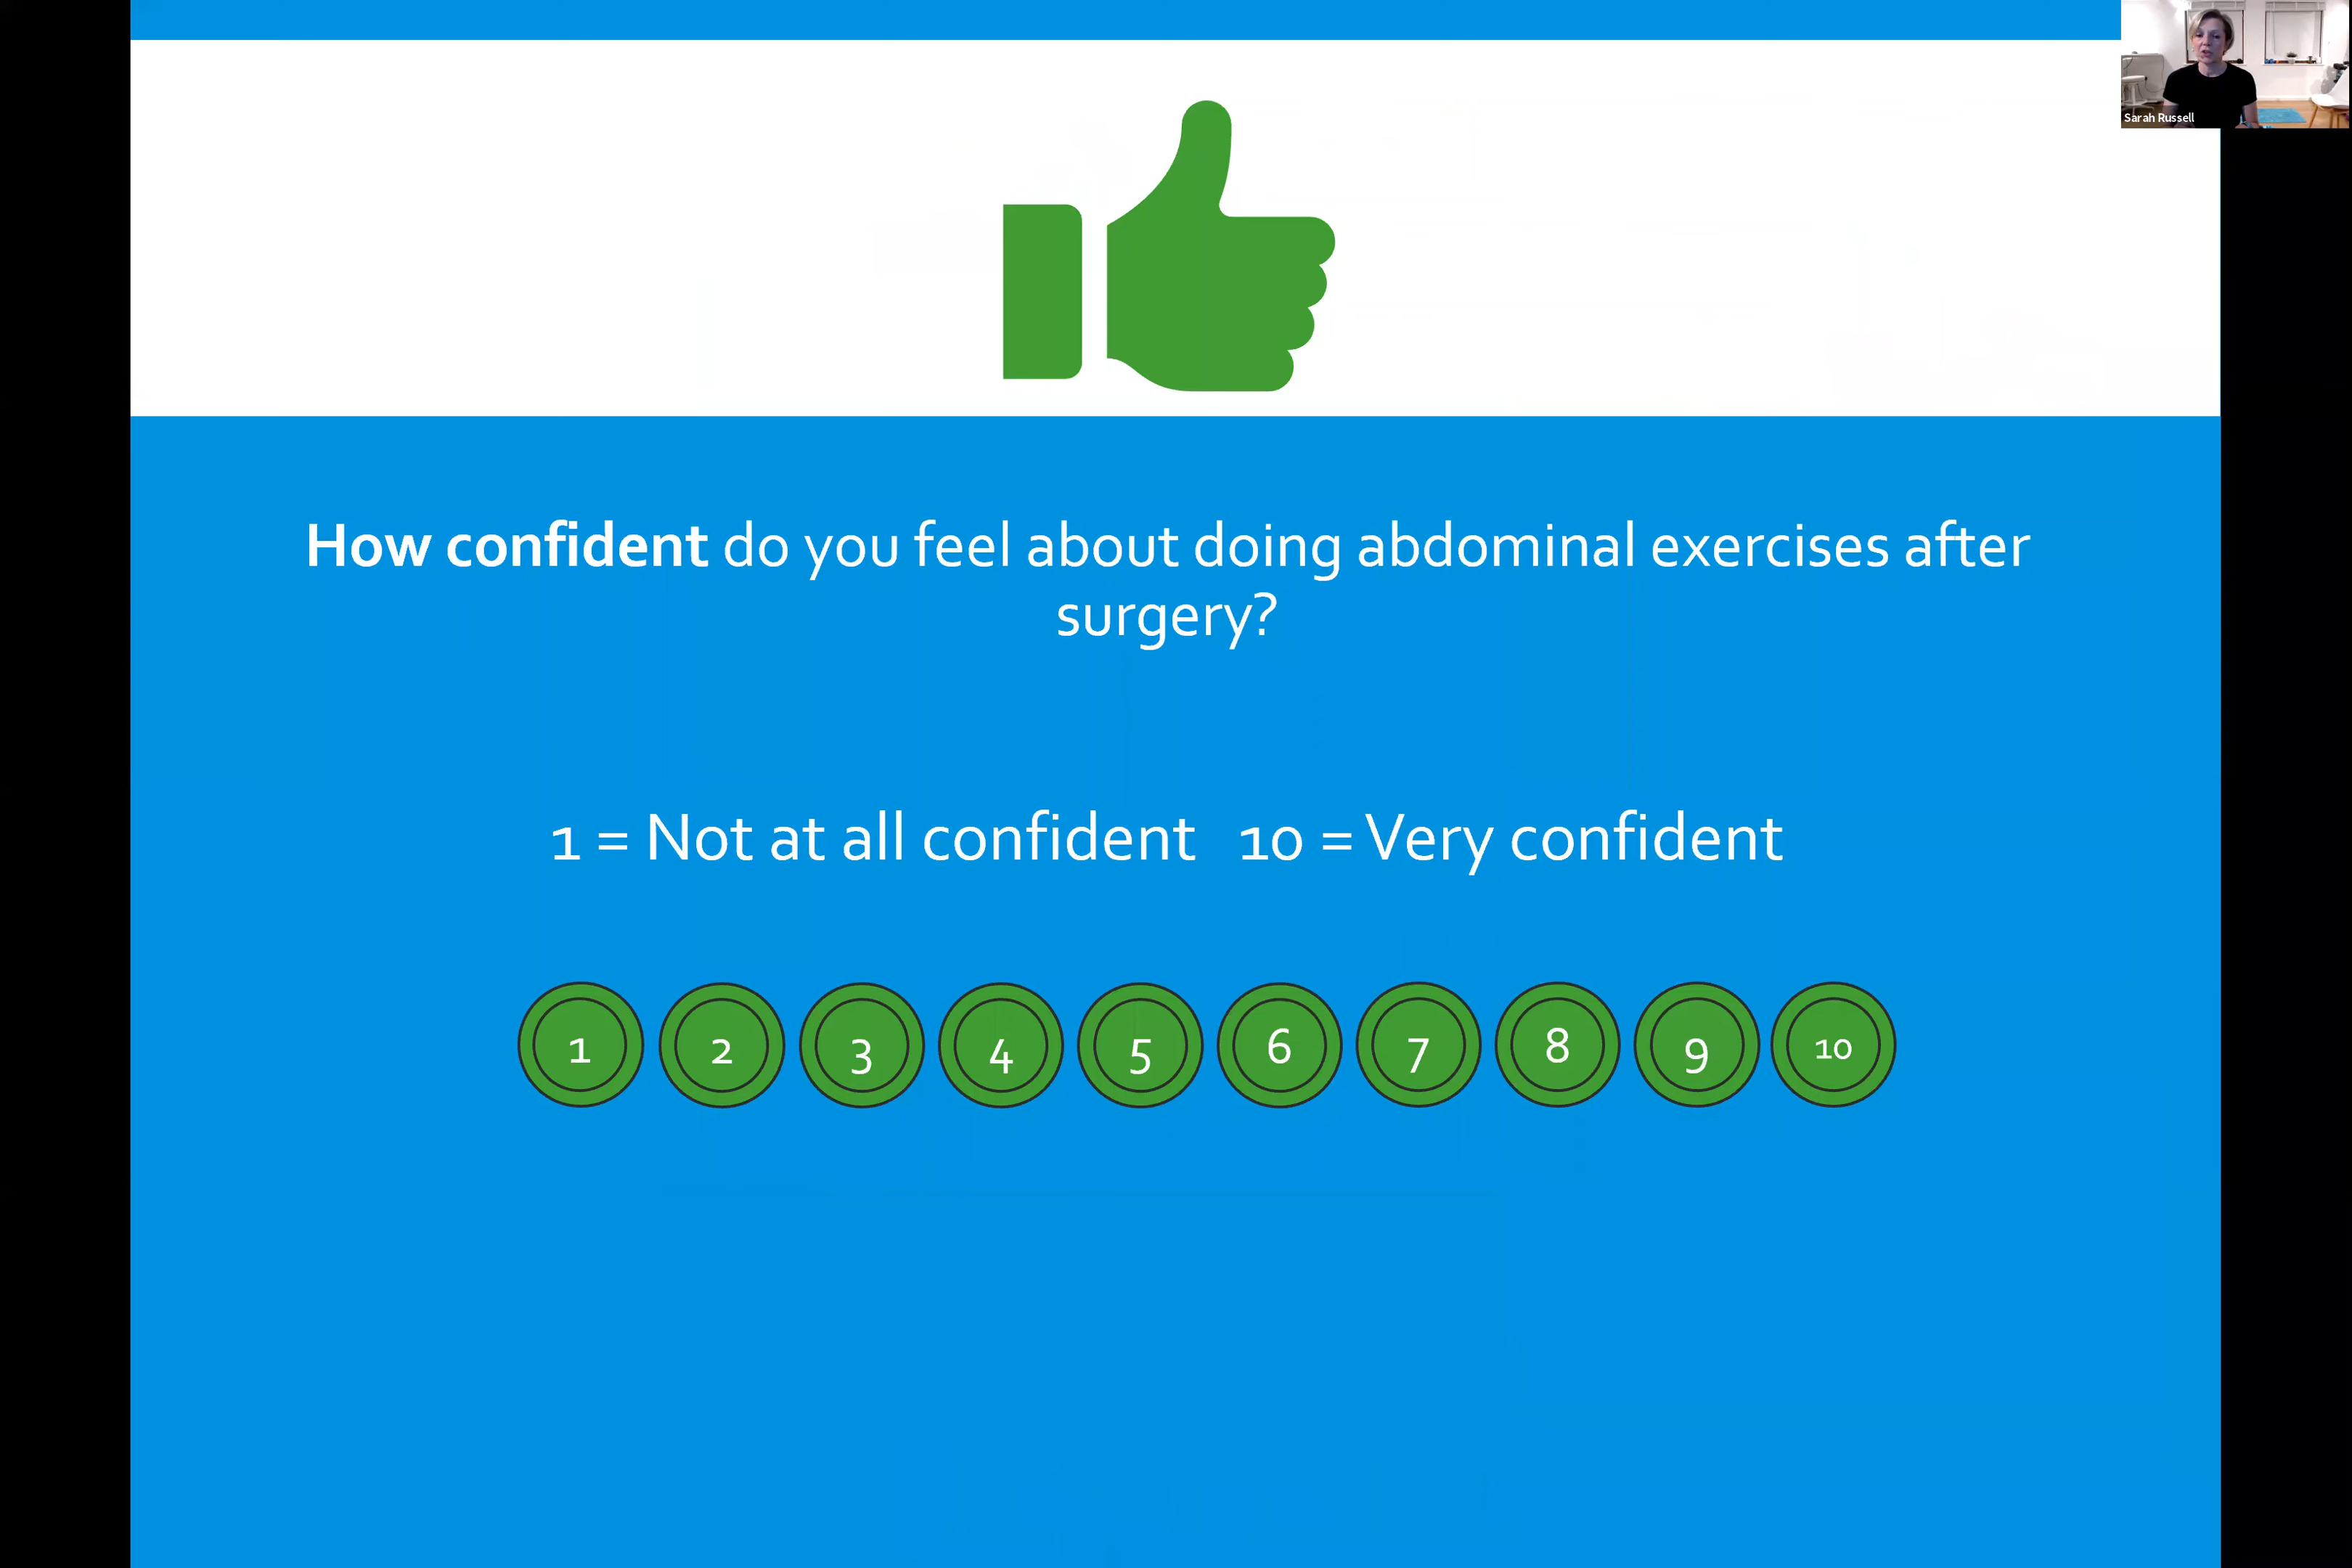 Sarah Russell
How confident do you feel about doing abdominal exercises after
surgery?
1 = Not at all confident 10 = Very confident
1 2 3 4 5 6 7 8 9 10